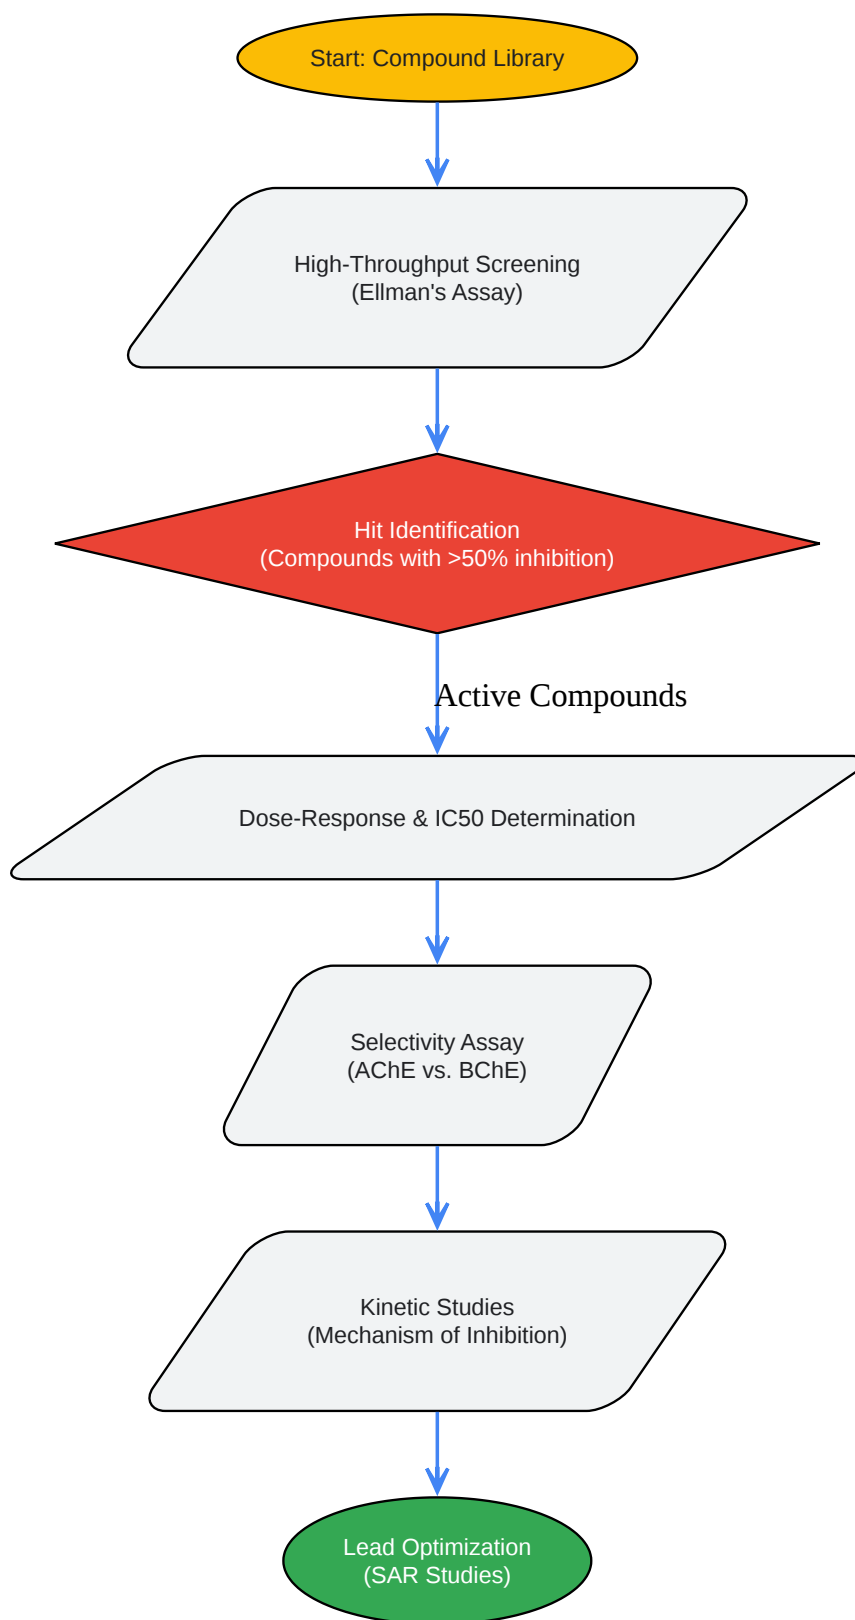 Start: Compound Library
High-Throughput Screening
(Ellman's Assay)
Hit Identification
(Compounds with >50% inhibition)
Active Compounds
Dose-Response & IC50 Determination
Selectivity Assay
(AChE vs. BChE)
Kinetic Studies
(Mechanism of Inhibition)
Lead Optimization
(SAR Studies)